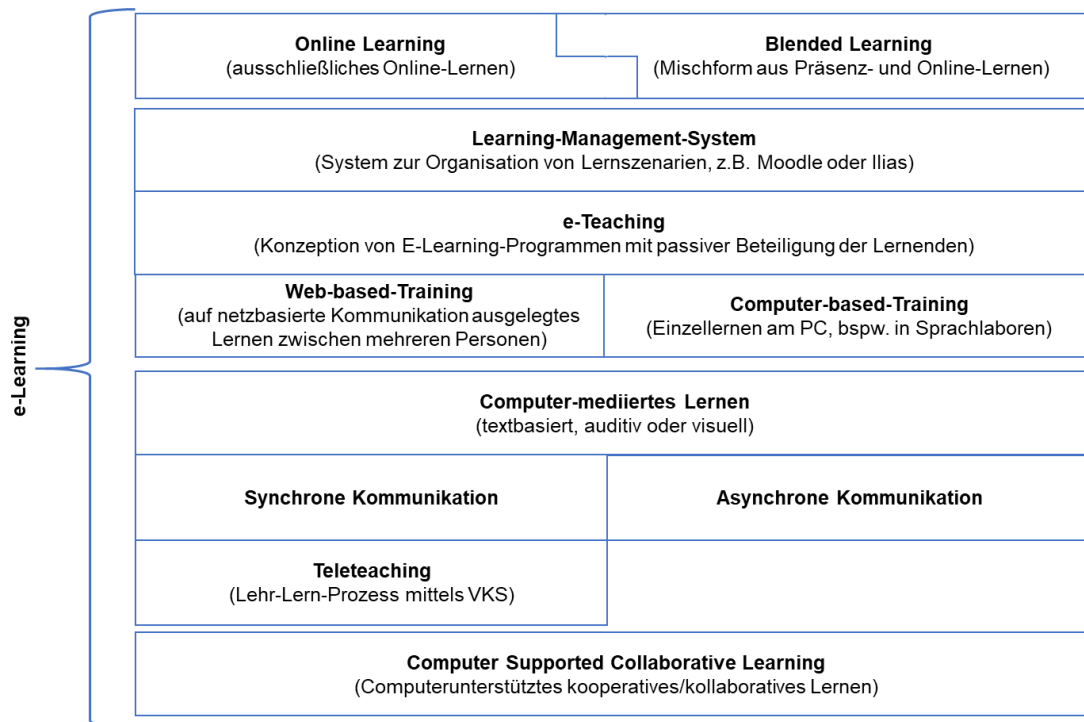 e-Learning
Online Learning
(ausschließliches Online-Lernen)
Blended Learning
(Mischform aus Präsenz- und Online-Lernen)
Learning-Management-System
(System zur Organisation von Lernszenarien, z.B. Moodle oder Ilias)
e-Teaching
(Konzeption von E-Learning-Programmen mit passiver Beteiligung der Lernenden)
Web-based-Training
(auf netzbasierte Kommunikation ausgelegtes
Lernen zwischen mehreren Personen)
Computer-based-Training
(Einzellernen am PC, bspw. in Sprachlaboren)
Computer-mediiertes Lernen
(textbasiert, auditiv oder visuell)
Synchrone Kommunikation
Asynchrone Kommunikation
Teleteaching
(Lehr-Lern-Prozess mittels VKS)
Computer Supported Collaborative Learning
(Computerunterstütztes kooperatives/kollaboratives Lernen)